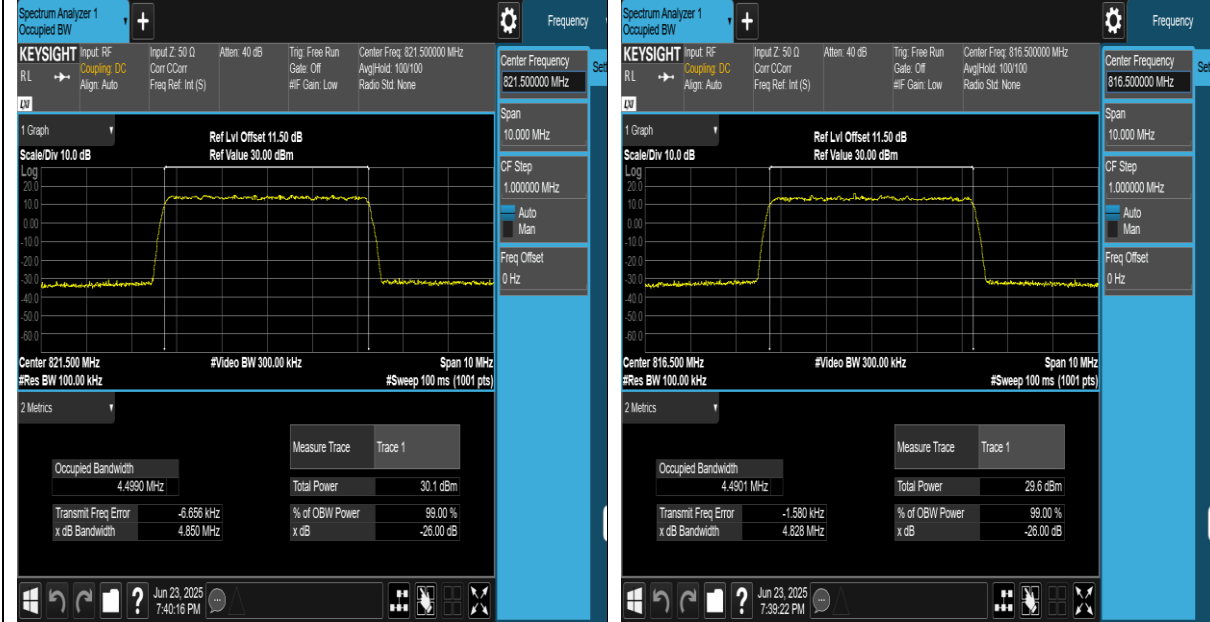 Spectrum Analyzer 1
Occupied BW
+
Frequency
KEYSIGHT
RL
LXI
Input: RF
Coupling: DC
Align: Auto
Input Z: 50 Ω
Corr CCorr
Freq Ref: Int (S)
Atten: 40 dB
Trig: Free Run
Gate: Off
#IF Gain: Low
Center Freq: 821.500000 MHz
Avg|Hold: 100/100
Radio Std: None
Center Frequency
821.500000 MHz
Set
Span
10.000 MHz
CF Step
1.000000 MHz
Auto
Man
Freq Offset
0 Hz
1 Graph
Scale/Div 10.0 dB
Ref Lvl Offset 11.50 dB
Ref Value 30.00 dBm
Log
20.0
10.0
0.00
-10.0
-20.0
-30.0
-40.0
-50.0
-60.0
Center 821.500 MHz
#Video BW 300.00 kHz
Span 10 MHz
#Res BW 100.00 kHz
#Sweep 100 ms (1001 pts)
2 Metrics
Measure Trace Trace 1
Occupied Bandwidth
4.4990 MHz
Total Power 30.1 dBm
Transmit Freq Error -6.656 kHz
% of OBW Power 99.00 %
x dB Bandwidth 4.850 MHz
x dB -26.00 dB
?
Jun 23, 2025
7:40:16 PM
Spectrum Analyzer 1
Occupied BW
+
Frequency
KEYSIGHT
RL
LXI
Input: RF
Coupling: DC
Align: Auto
Input Z: 50 Ω
Corr CCorr
Freq Ref: Int (S)
Atten: 40 dB
Trig: Free Run
Gate: Off
#IF Gain: Low
Center Freq: 816.500000 MHz
Avg|Hold: 100/100
Radio Std: None
Center Frequency
816.500000 MHz
Set
Span
10.000 MHz
CF Step
1.000000 MHz
Auto
Man
Freq Offset
0 Hz
1 Graph
Scale/Div 10.0 dB
Ref Lvl Offset 11.50 dB
Ref Value 30.00 dBm
Log
20.0
10.0
0.00
-10.0
-20.0
-30.0
-40.0
-50.0
-60.0
Center 816.500 MHz
#Video BW 300.00 kHz
Span 10 MHz
#Res BW 100.00 kHz
#Sweep 100 ms (1001 pts)
2 Metrics
Measure Trace Trace 1
Occupied Bandwidth
4.4901 MHz
Total Power 29.6 dBm
Transmit Freq Error -1.580 kHz
% of OBW Power 99.00 %
x dB Bandwidth 4.828 MHz
x dB -26.00 dB
?
Jun 23, 2025
7:39:22 PM